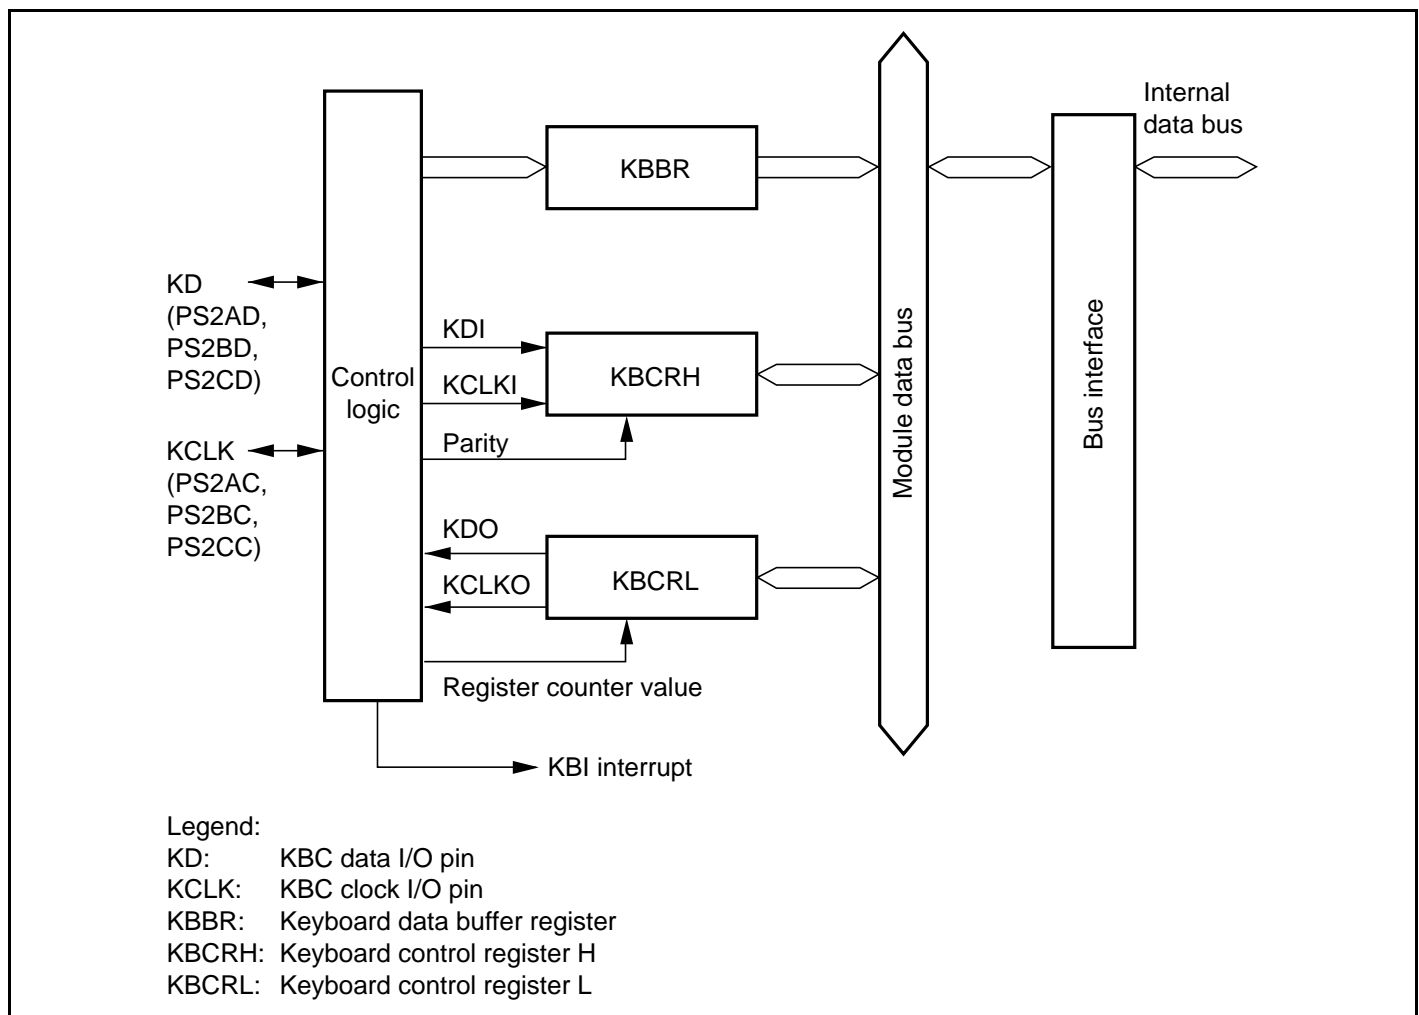 Internal
data bus
KBBR
KD
(PS2AD,
PS2BD,
PS2CD)
KDI
KCLKI
KBCRH
Control
logic
Parity
KCLK
(PS2AC,
PS2BC,
PS2CC)
KDO
KCLKO
KBCRL
Register counter value
Module data bus
Bus interface
KBI interrupt
Legend:
KD: KBC data I/O pin
KCLK: KBC clock I/O pin
KBBR: Keyboard data buffer register
KBCRH: Keyboard control register H
KBCRL: Keyboard control register L